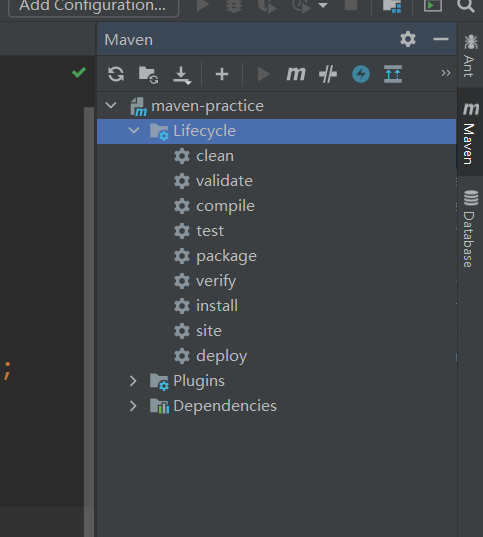 Add Configuration...
Maven
maven-practice
Lifecycle
clean
validate
compile
test
package
verify
install
site
deploy
Plugins
Dependencies
;
Ant
Maven
Database